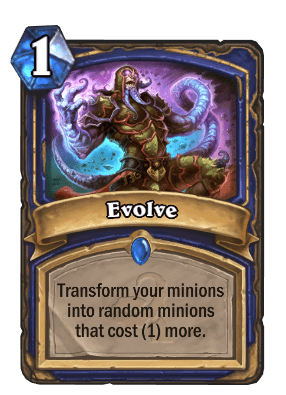 1
Evolve
Transform your minions
into random minions
that cost (1) more.